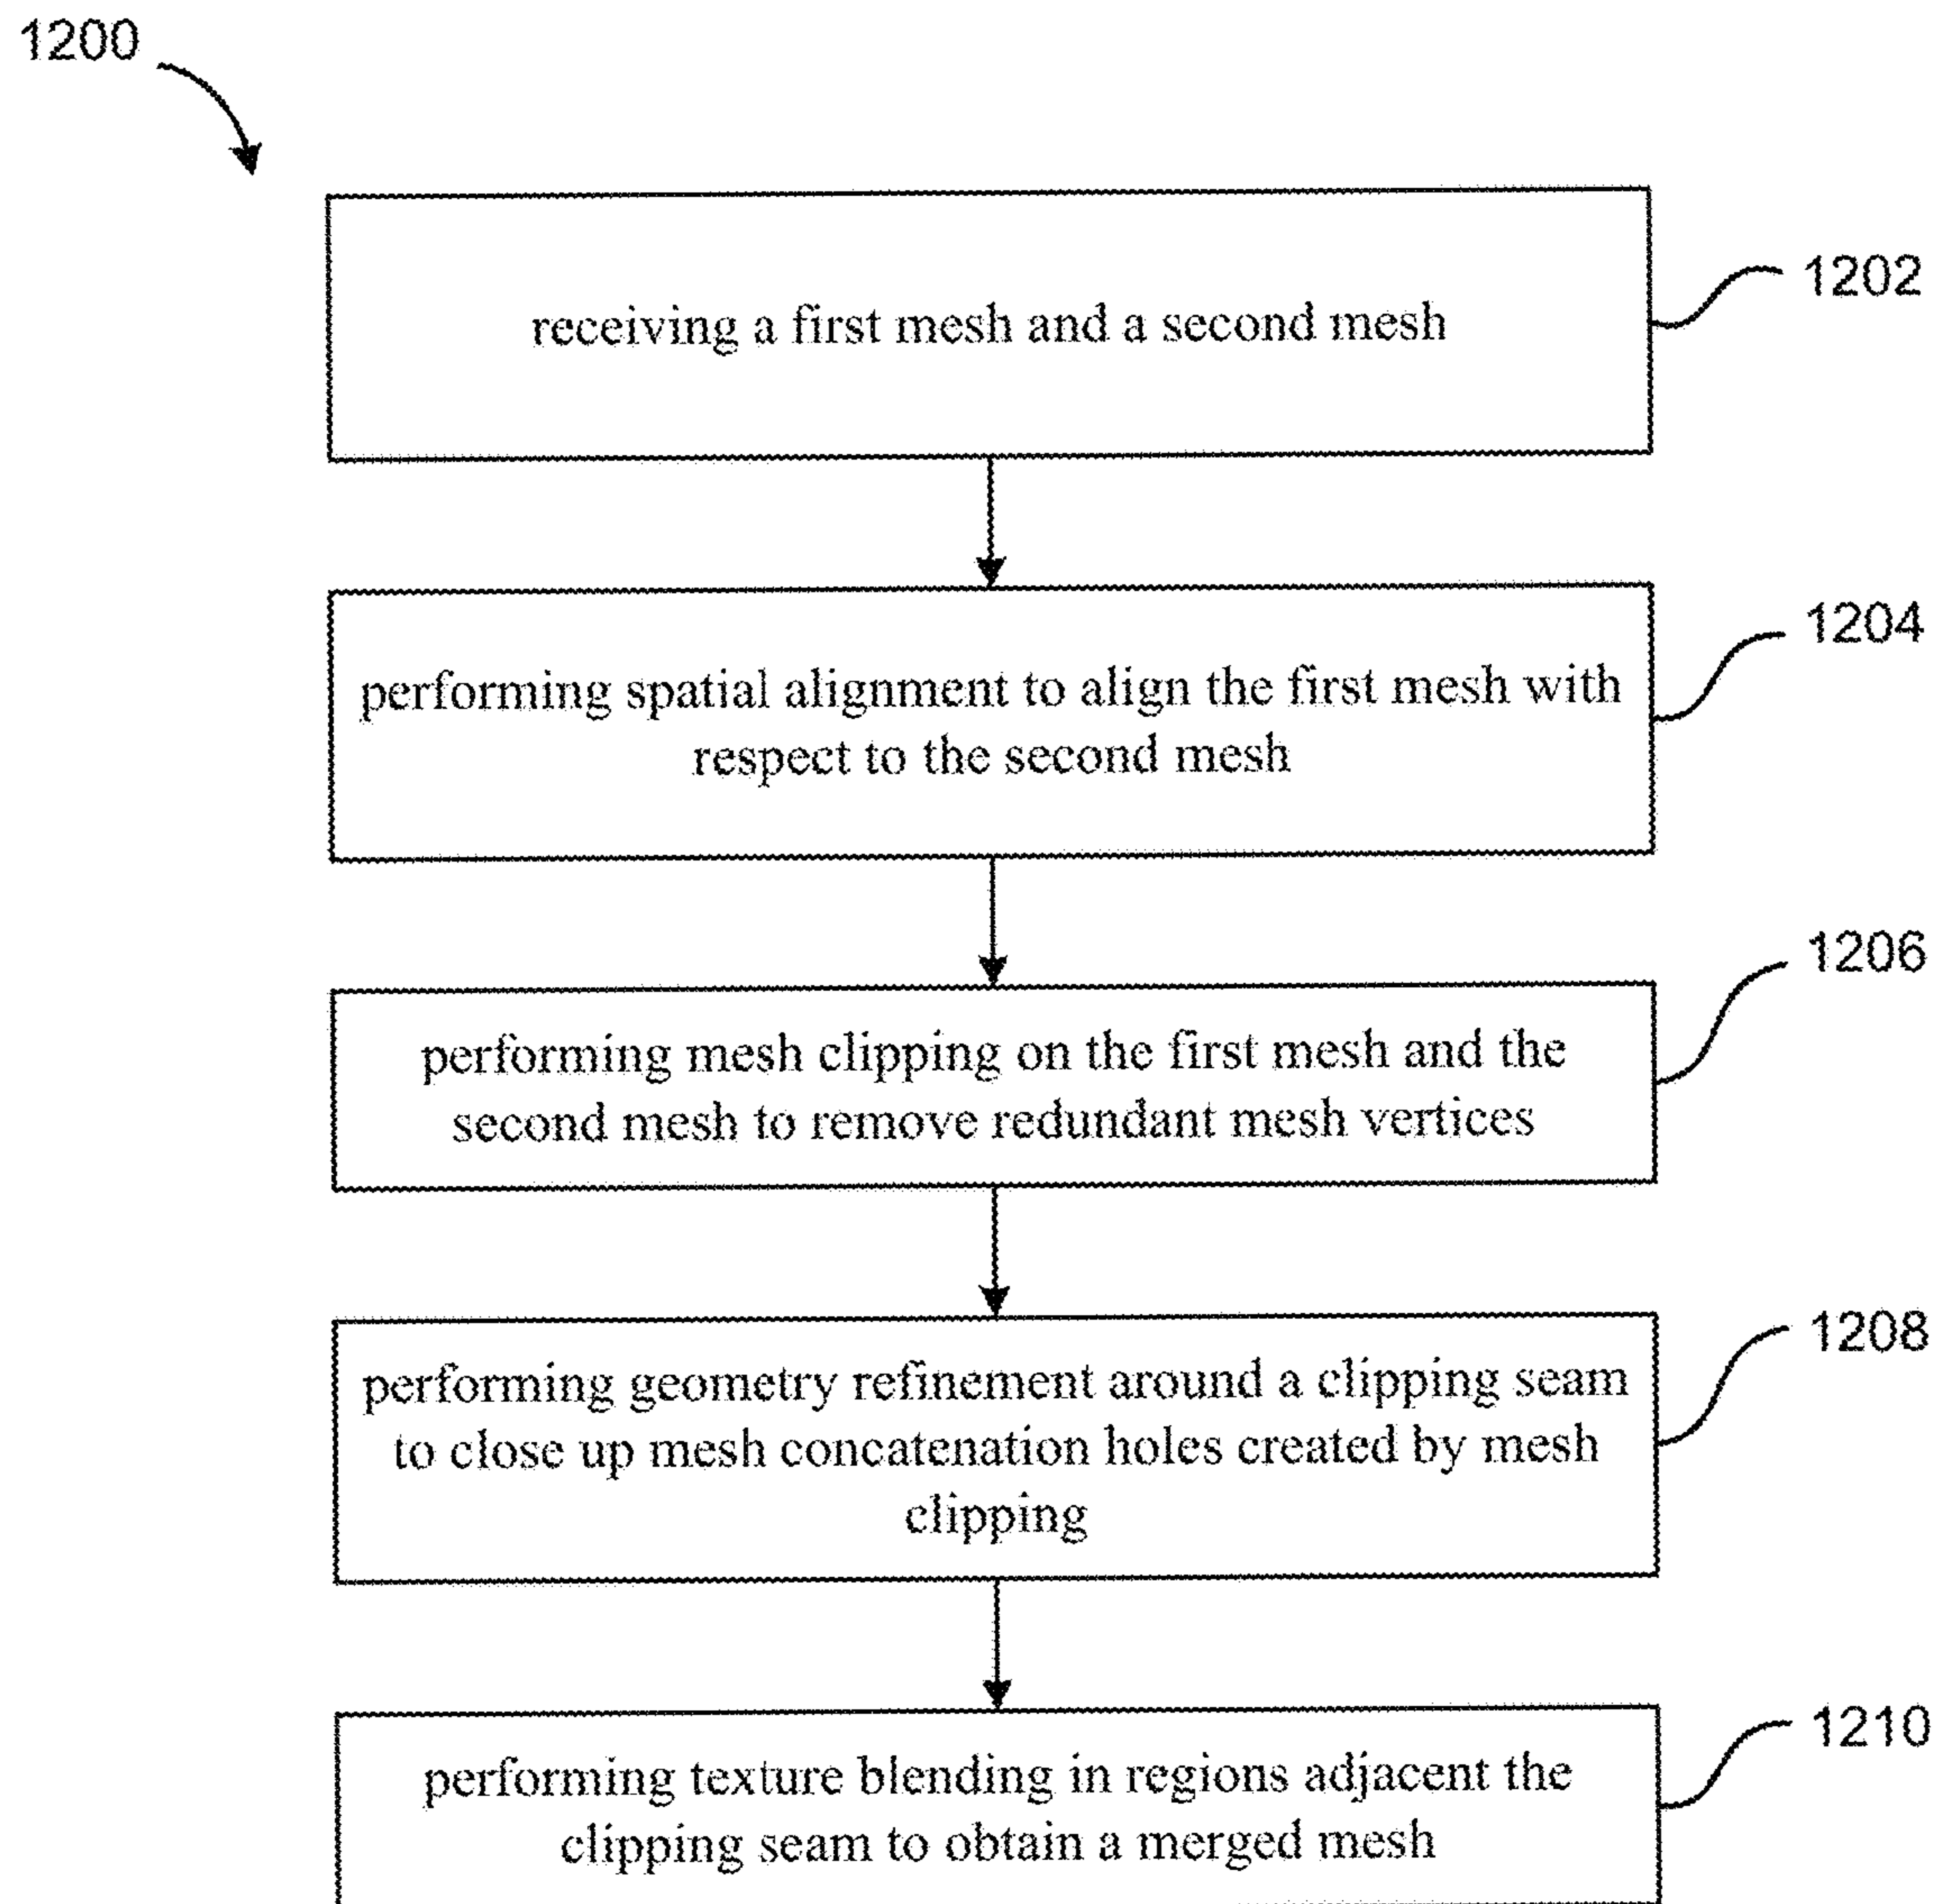 1200
receiving a first mesh and a second mesh
1202
performing spatial alignment to align the first mesh with
respect to the second mesh
1204
performing mesh clipping on the first mesh and the
second mesh to remove redundant mesh vertices
1206
performing geometry refinement around a clipping seam
to close up mesh concatenation holes created by mesh
clipping
1208
performing texture blending in regions adjacent the
clipping seam to obtain a merged mesh
1210